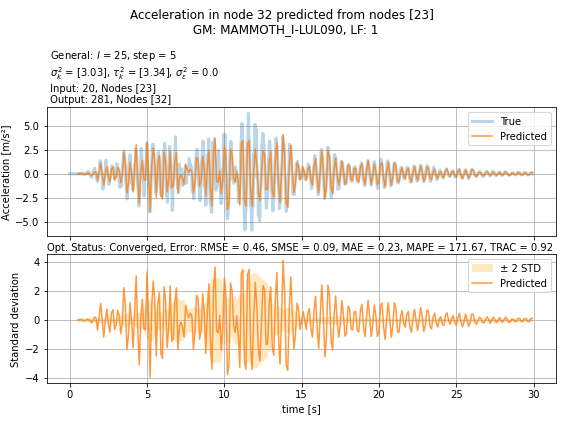 Acceleration in node 32 predicted from nodes [23]
GM: MAMMOTH_I-LUL090, LF: 1
General: l = 25, step = 5
σ²ₖ = [3.03], τ²ₖ = [3.34], σ²ε = 0.0
Input: 20, Nodes [23]
Output: 281, Nodes [32]
Acceleration [m/s²]
5.0
2.5
0.0
−2.5
−5.0
True
Predicted
Opt. Status: Converged, Error: RMSE = 0.46, SMSE = 0.09, MAE = 0.23, MAPE = 171.67, TRAC = 0.92
Standard deviation
4
2
0
−2
−4
± 2 STD
Predicted
0 5 10 15 20 25 30
time [s]